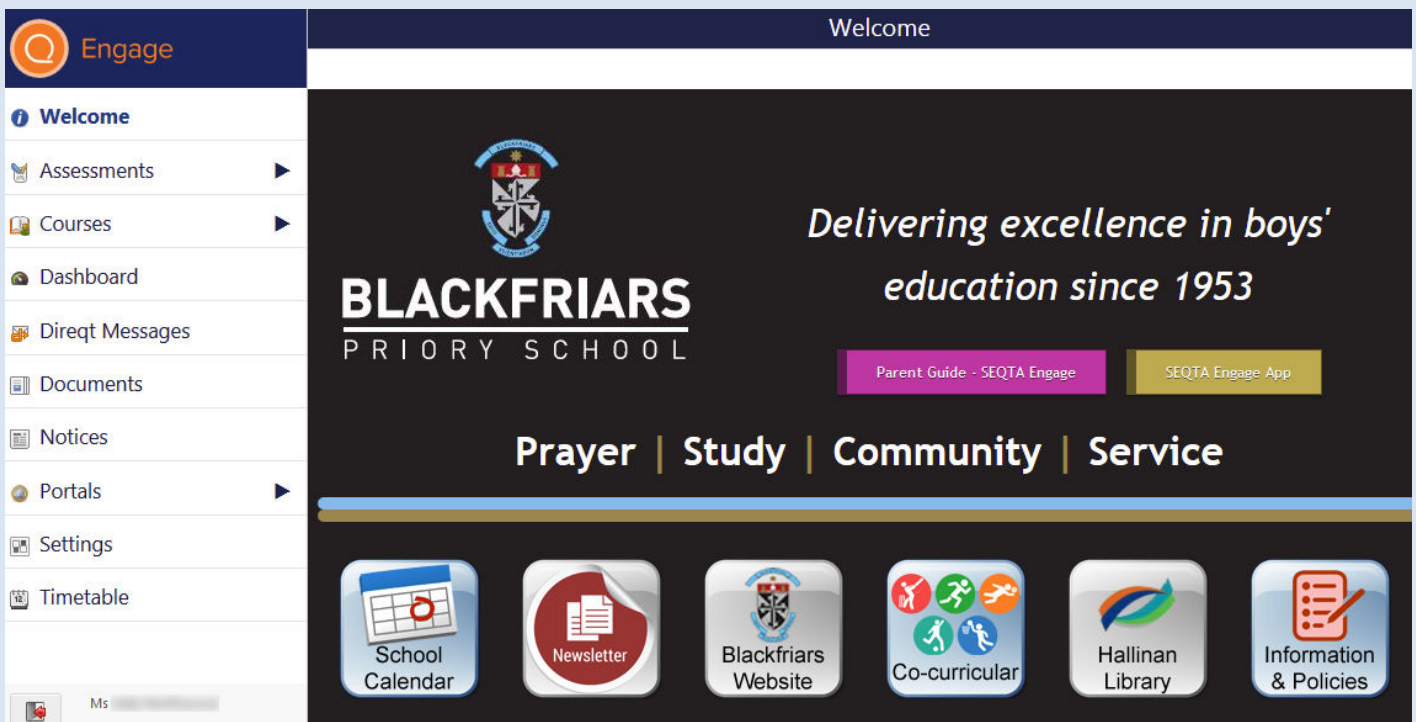 Engage
Welcome
Welcome
Assessments
Courses
Dashboard
Direqt Messages
Documents
Notices
Portals
Settings
12
Timetable
Ms
BLACKFRIARS
BLACKFRIARS
PRIORY SCHOOL
Delivering excellence in boys'
education since 1953
Parent Guide - SEQTA Engage
SEQTA Engage App
Prayer | Study | Community | Service
School
Calendar
Newsletter
Blackfriars
Website
Co-curricular
Hallinan
Library
Information
& Policies